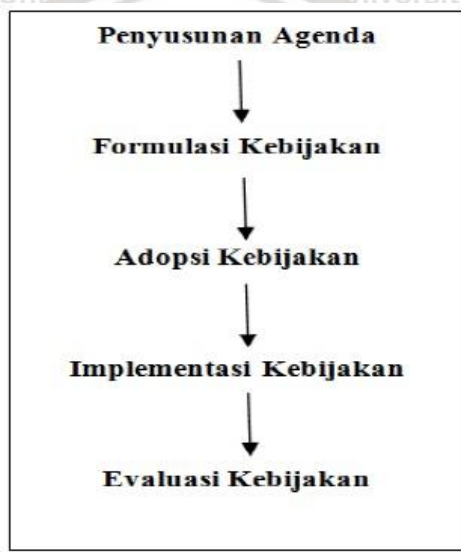 Penyusunan Agenda
Formulasi Kebijakan
Adopsi Kebijakan
Implementasi Kebijakan
Evaluasi Kebijakan